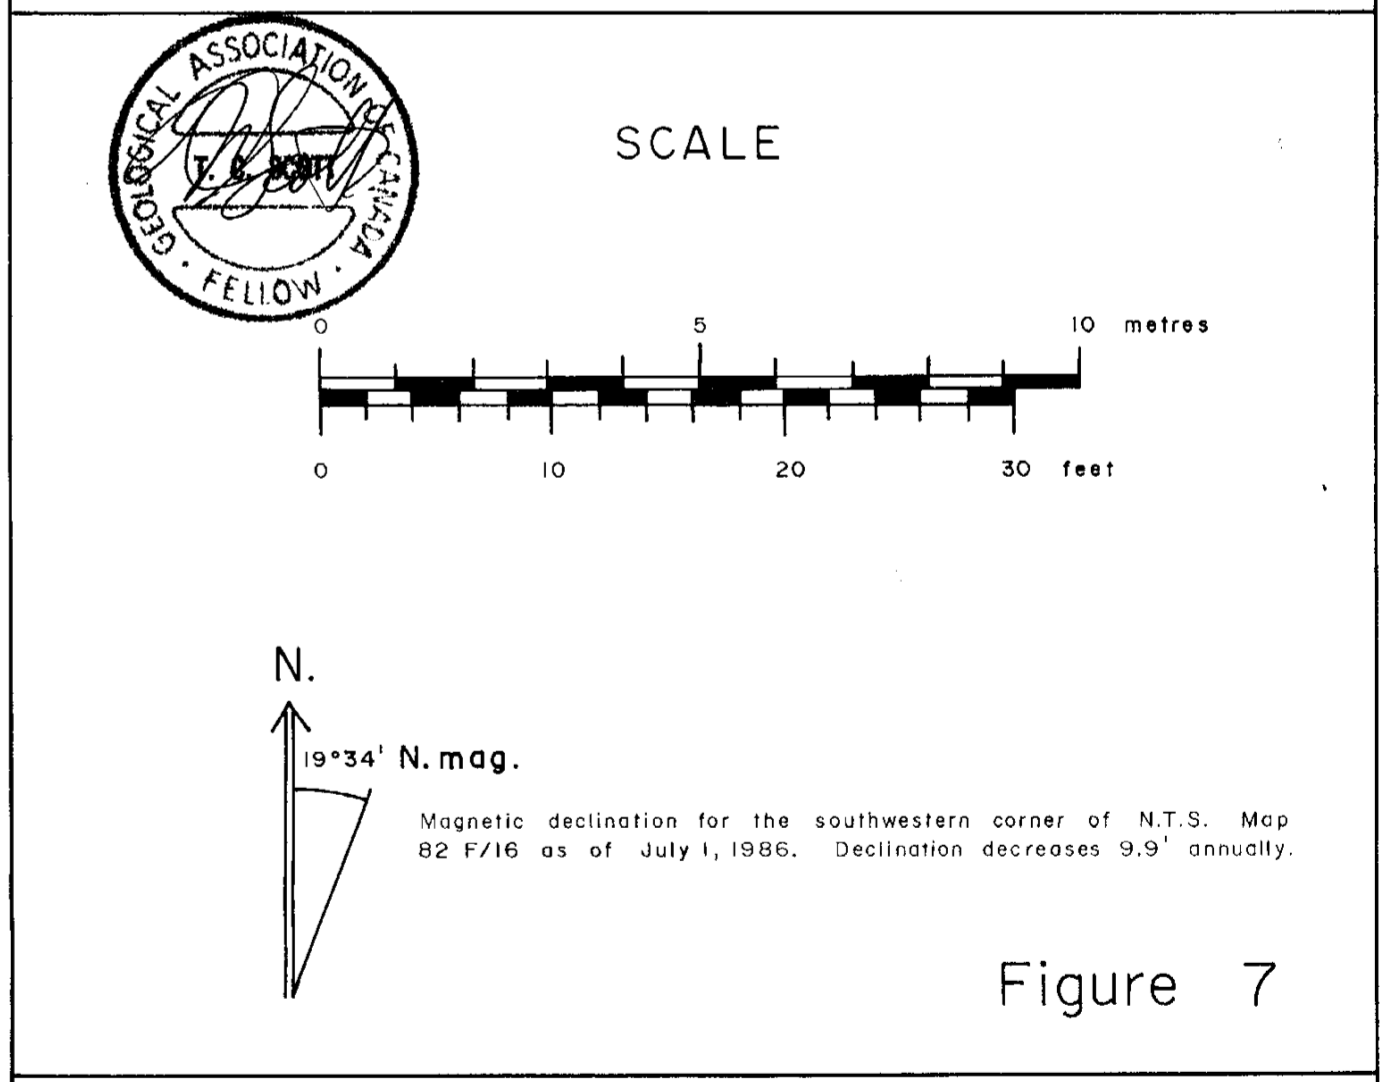 GEOLOGICAL ASSOCIATION OF CANADA
T. C. SCOTT
· FELLOW ·
SCALE
0 5 10 metres
0 10 20 30 feet
N.
19°34' N. mag.
Magnetic declination for the southwestern corner of N.T.S. Map
82 F/16 as of July 1, 1986. Declination decreases 9.9' annually.
Figure 7